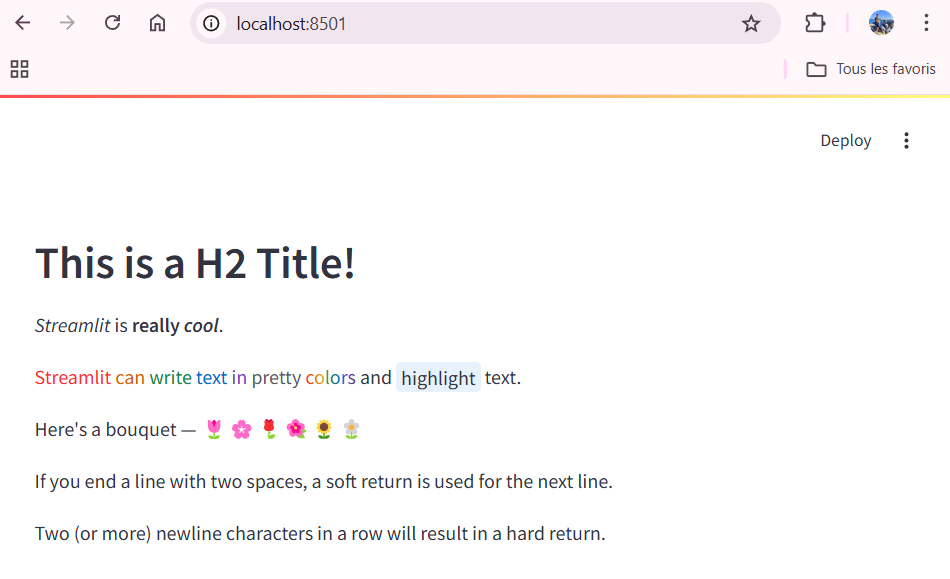 localhost:8501
Tous les favoris
Deploy
This is a H2 Title!
Streamlit is really cool.
Streamlit can write text in pretty colors and highlight text.
Here's a bouquet — 🌷🌸🌹🌺🌻🌼
If you end a line with two spaces, a soft return is used for the next line.
Two (or more) newline characters in a row will result in a hard return.